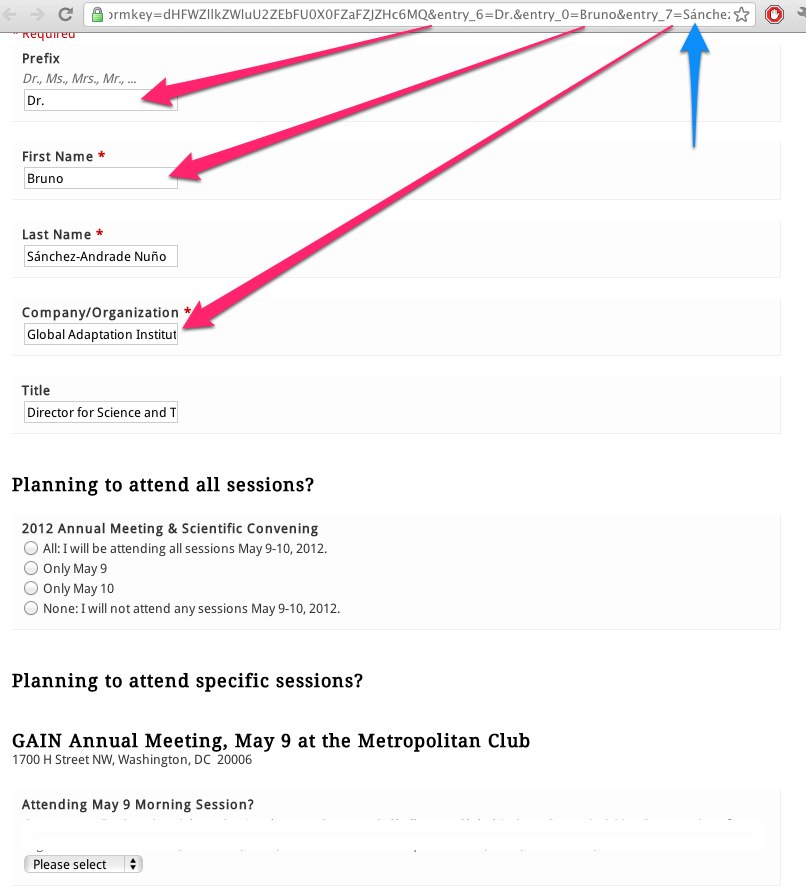 ormkey=dHFWZllkZWluU2ZEbFU0X0FZaFZJZHc6MQ&entry_6=Dr.&entry_0=Bruno&entry_7=Sánche
* Required
Prefix
Dr., Ms., Mrs., Mr., ...
Dr.
First Name *
Bruno
Last Name *
Sánchez-Andrade Nuño
Company/Organization *
Global Adaptation Institut
Title
Director for Science and T
Planning to attend all sessions?
2012 Annual Meeting & Scientific Convening
All: I will be attending all sessions May 9-10, 2012.
Only May 9
Only May 10
None: I will not attend any sessions May 9-10, 2012.
Planning to attend specific sessions?
GAIN Annual Meeting, May 9 at the Metropolitan Club
1700 H Street NW, Washington, DC 20006
Attending May 9 Morning Session?
Please select